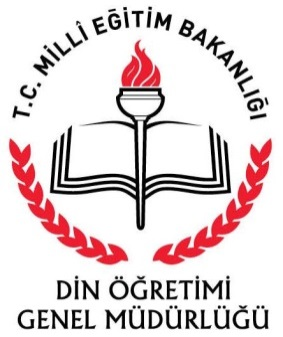 T.C. MİLLÎ EĞİTİM BAKANLIĞI
DİN ÖĞRETİMİ
GENEL MÜDÜRLÜĞÜ